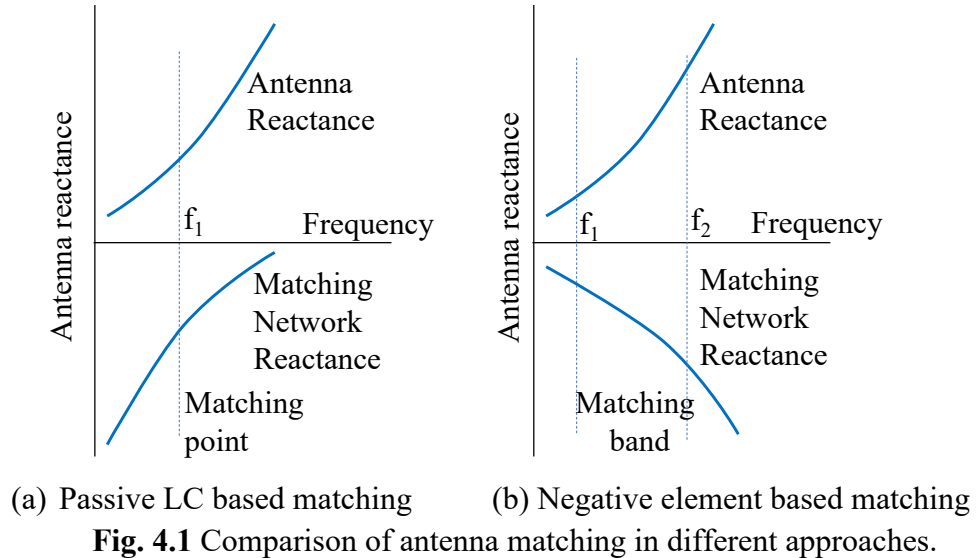 Antenna reactance
Antenna
Reactance
f₁
Frequency
Matching
Network
Reactance
Matching
point
(a) Passive LC based matching
Antenna reactance
Antenna
Reactance
f₁
f₂
Frequency
Matching
Network
Reactance
Matching
band
(b) Negative element based matching
Fig. 4.1 Comparison of antenna matching in different approaches.